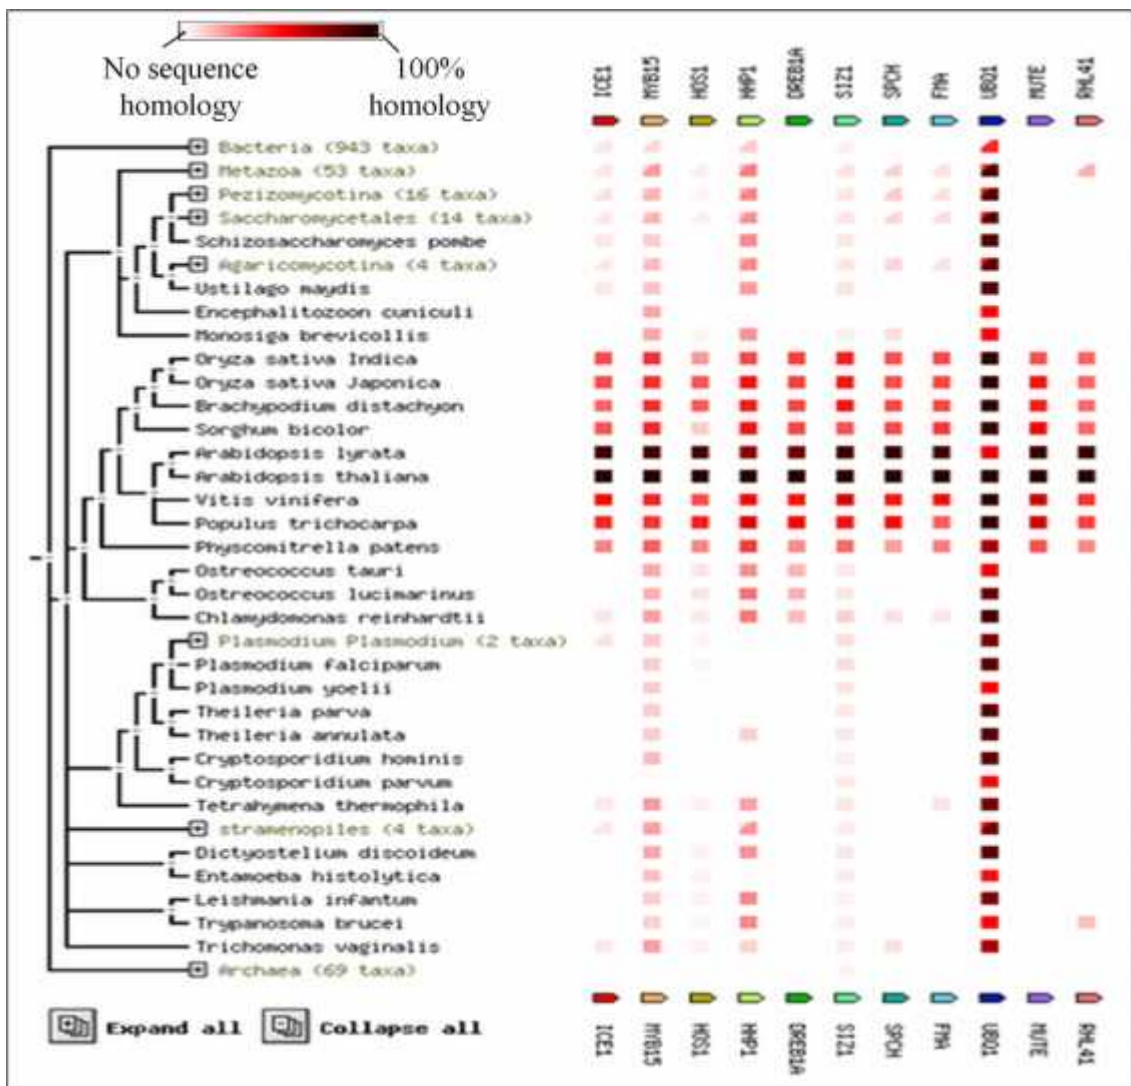 No sequence homology
100% homology
ICE1
MYB15
HOS1
HHP1
DREB1A
SIZ1
SPCH
FMA
UBQ1
MUTE
RHL41
Bacteria (943 taxa)
Metazoa (53 taxa)
Pezizomycotina (16 taxa)
Saccharomycetales (14 taxa)
Schizosaccharomyces pombe
Agaricomycotina (4 taxa)
Ustilago maydis
Encephalitozoon cuniculi
Monosiga brevicollis
Oryza sativa Indica
Oryza sativa Japonica
Brachypodium distachyon
Sorghum bicolor
Arabidopsis lyrata
Arabidopsis thaliana
Vitis vinifera
Populus trichocarpa
Physcomitrella patens
Ostreococcus tauri
Ostreococcus lucimarinus
Chlamydomonas reinhardtii
Plasmodium Plasmodium (2 taxa)
Plasmodium falciparum
Plasmodium yoelii
Theileria parva
Theileria annulata
Cryptosporidium hominis
Cryptosporidium parvum
Tetrahymena thermophila
stramenopiles (4 taxa)
Dictyostelium discoideum
Entamoeba histolytica
Leishmania infantum
Trypanosoma brucei
Trichomonas vaginalis
Archaea (69 taxa)
Expand all
Collapse all
ICE1
MYB15
HOS1
HHP1
DREB1A
SIZ1
SPCH
FMA
UBQ1
MUTE
RHL41